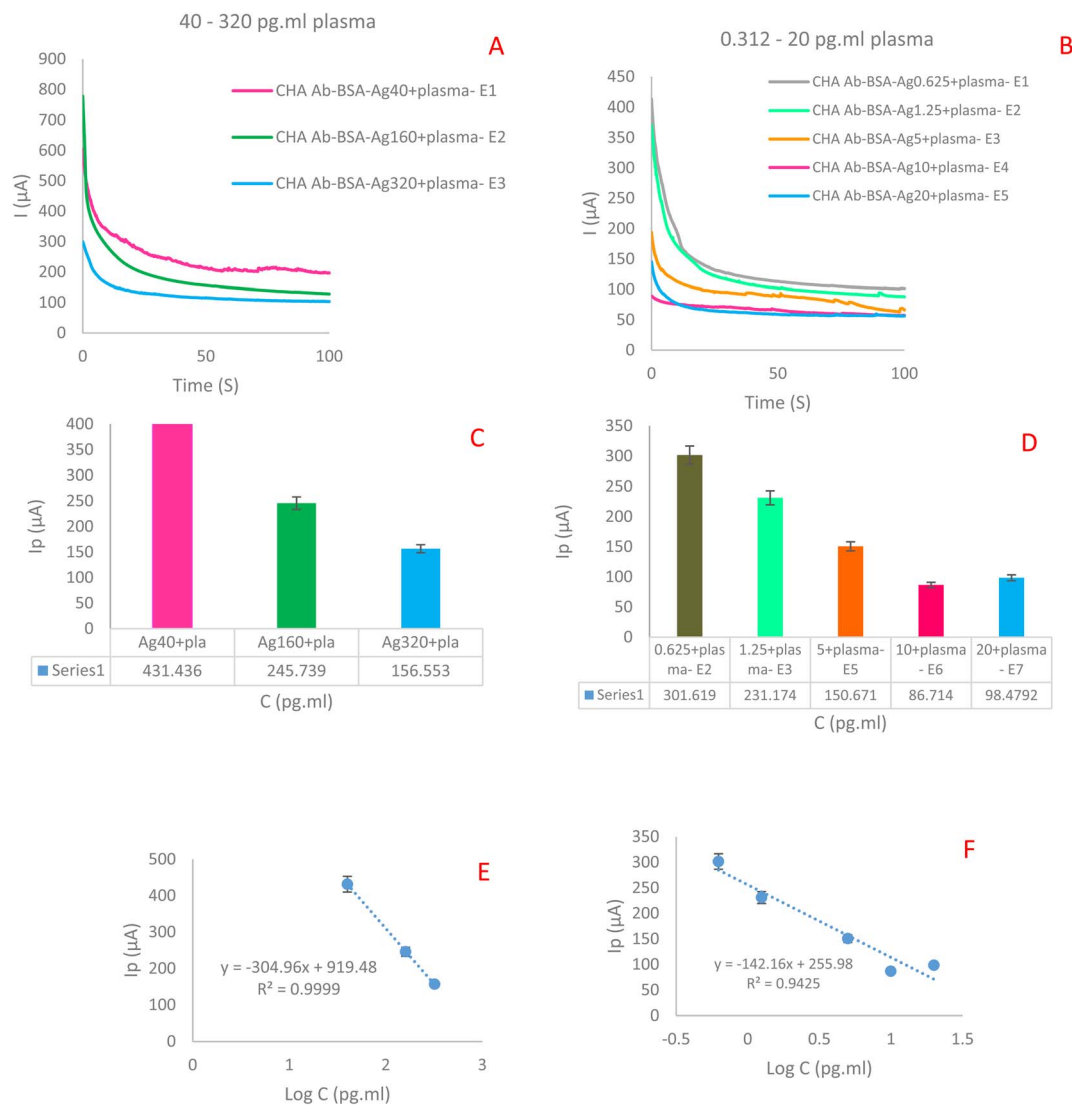 40 - 320 pg.ml plasma
A
900
800
700
600
500
400
300
200
100
0
I (µA)
CHA Ab-BSA-Ag40+plasma- E1
CHA Ab-BSA-Ag160+plasma- E2
CHA Ab-BSA-Ag320+plasma- E3
0 50 100
Time (S)
0.312 - 20 pg.ml plasma
B
450
400
350
300
250
200
150
100
50
0
I (µA)
CHA Ab-BSA-Ag0.625+plasma- E1
CHA Ab-BSA-Ag1.25+plasma- E2
CHA Ab-BSA-Ag5+plasma- E3
CHA Ab-BSA-Ag10+plasma- E4
CHA Ab-BSA-Ag20+plasma- E5
0 50 100
Time (S)
C
400
350
300
250
200
150
100
50
0
Ip (µA)
Ag40+pla Ag160+pla Ag320+pla
Series1 431.436 245.739 156.553
C (pg.ml)
D
350
300
250
200
150
100
50
0
Ip (µA)
0.625+plas 1.25+plas 5+plasma- 10+plasma 20+plasma
ma- E2 ma- E3 E5 - E6 - E7
Series1 301.619 231.174 150.671 86.714 98.4792
C (pg.ml)
E
500
400
300
200
100
0
Ip (µA)
y = -304.96x + 919.48
R² = 0.9999
0 1 2 3
Log C (pg.ml)
F
350
300
250
200
150
100
50
0
Ip (µA)
y = -142.16x + 255.98
R² = 0.9425
-0.5 0 0.5 1 1.5
Log C (pg.ml)